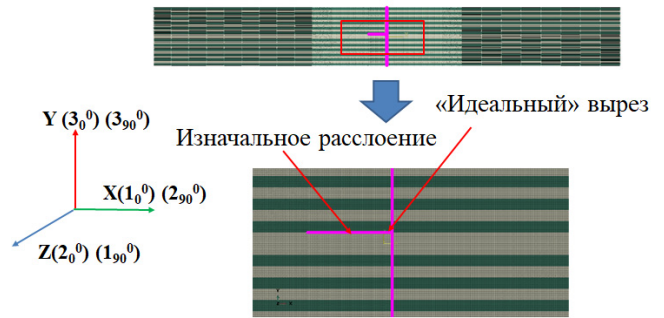 «Идеальный» вырез
Изначальное расслоение
Y (3₀⁰) (3₉₀⁰)
X(1₀⁰) (2₉₀⁰)
Z(2₀⁰) (1₉₀⁰)